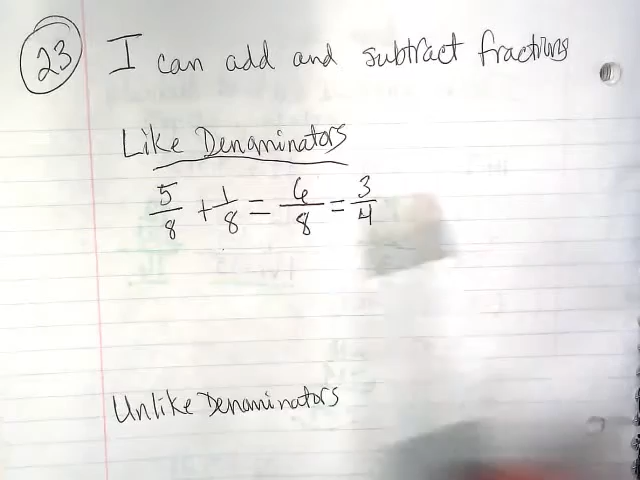 23 I can add and subtract fractions
Like Denominators
5/8 + 1/8 = 6/8 = 3/4
Unlike Denominators